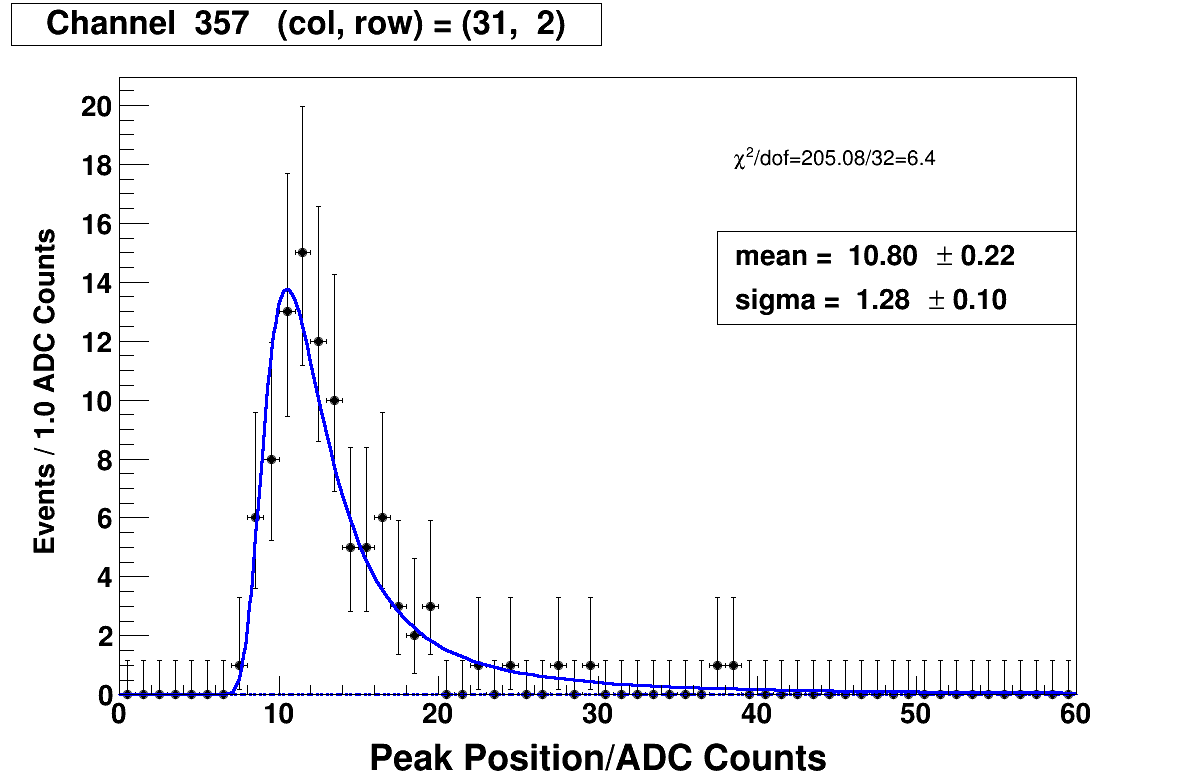 Channel 357 (col, row) = (31, 2)
20
18
16
14
12
10
8
6
4
2
0
Events / 1.0 ADC Counts
χ²/dof=205.08/32=6.4
mean = 10.80 ± 0.22
sigma = 1.28 ± 0.10
0 10 20 30 40 50 60
Peak Position/ADC Counts